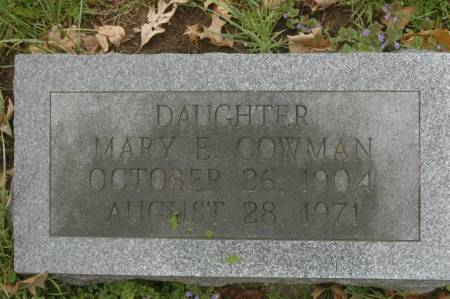 DAUGHTER
MARY E. COWMAN
OCTOBER 26, 1904
AUGUST 28, 1971